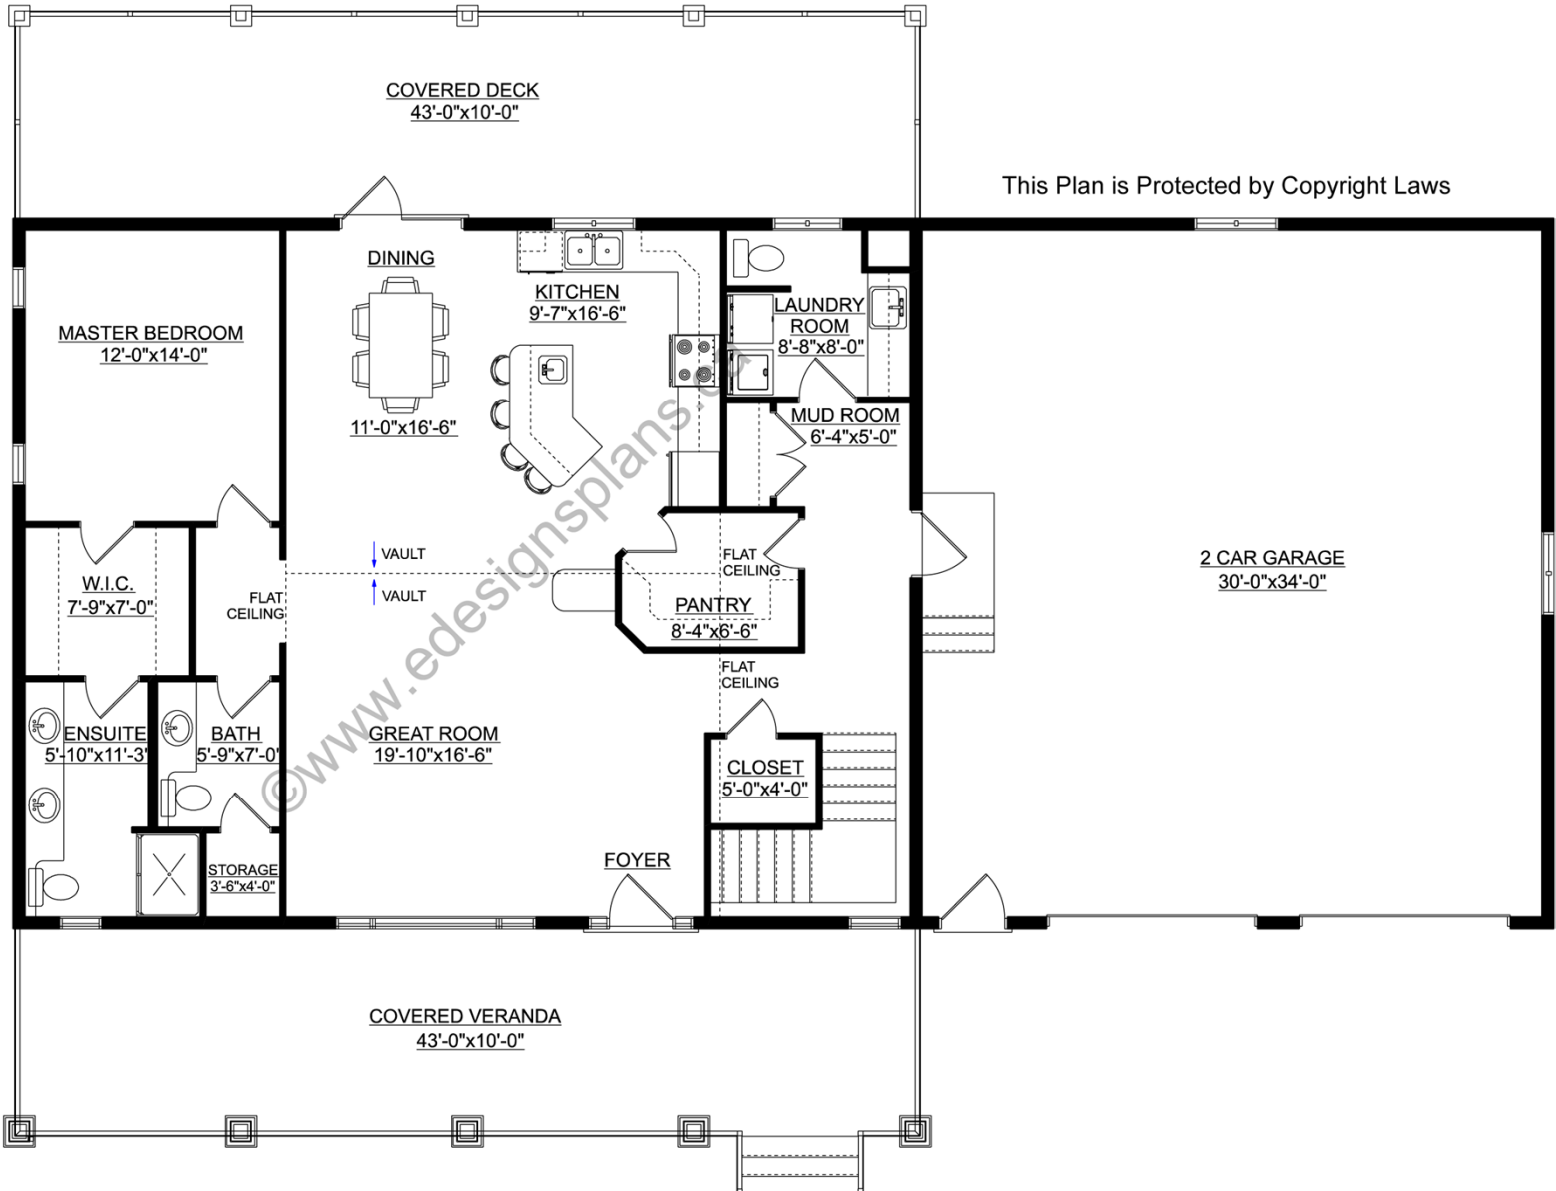 COVERED DECK
43'-0"x10'-0"
This Plan is Protected by Copyright Laws
DINING
11'-0"x16'-6"
KITCHEN
9'-7"x16'-6"
LAUNDRY
ROOM
8'-8"x8'-0"
MASTER BEDROOM
12'-0"x14'-0"
MUD ROOM
6'-4"x5'-0"
VAULT
VAULT
FLAT
CEILING
2 CAR GARAGE
30'-0"x34'-0"
W.I.C.
7'-9"x7'-0"
FLAT
CEILING
PANTRY
8'-4"x6'-6"
FLAT
CEILING
ENSUITE
5'-10"x11'-3"
BATH
5'-9"x7'-0"
GREAT ROOM
19'-10"x16'-6"
CLOSET
5'-0"x4'-0"
STORAGE
3'-6"x4'-0"
FOYER
COVERED VERANDA
43'-0"x10'-0"
©www.edesignsplans.ca